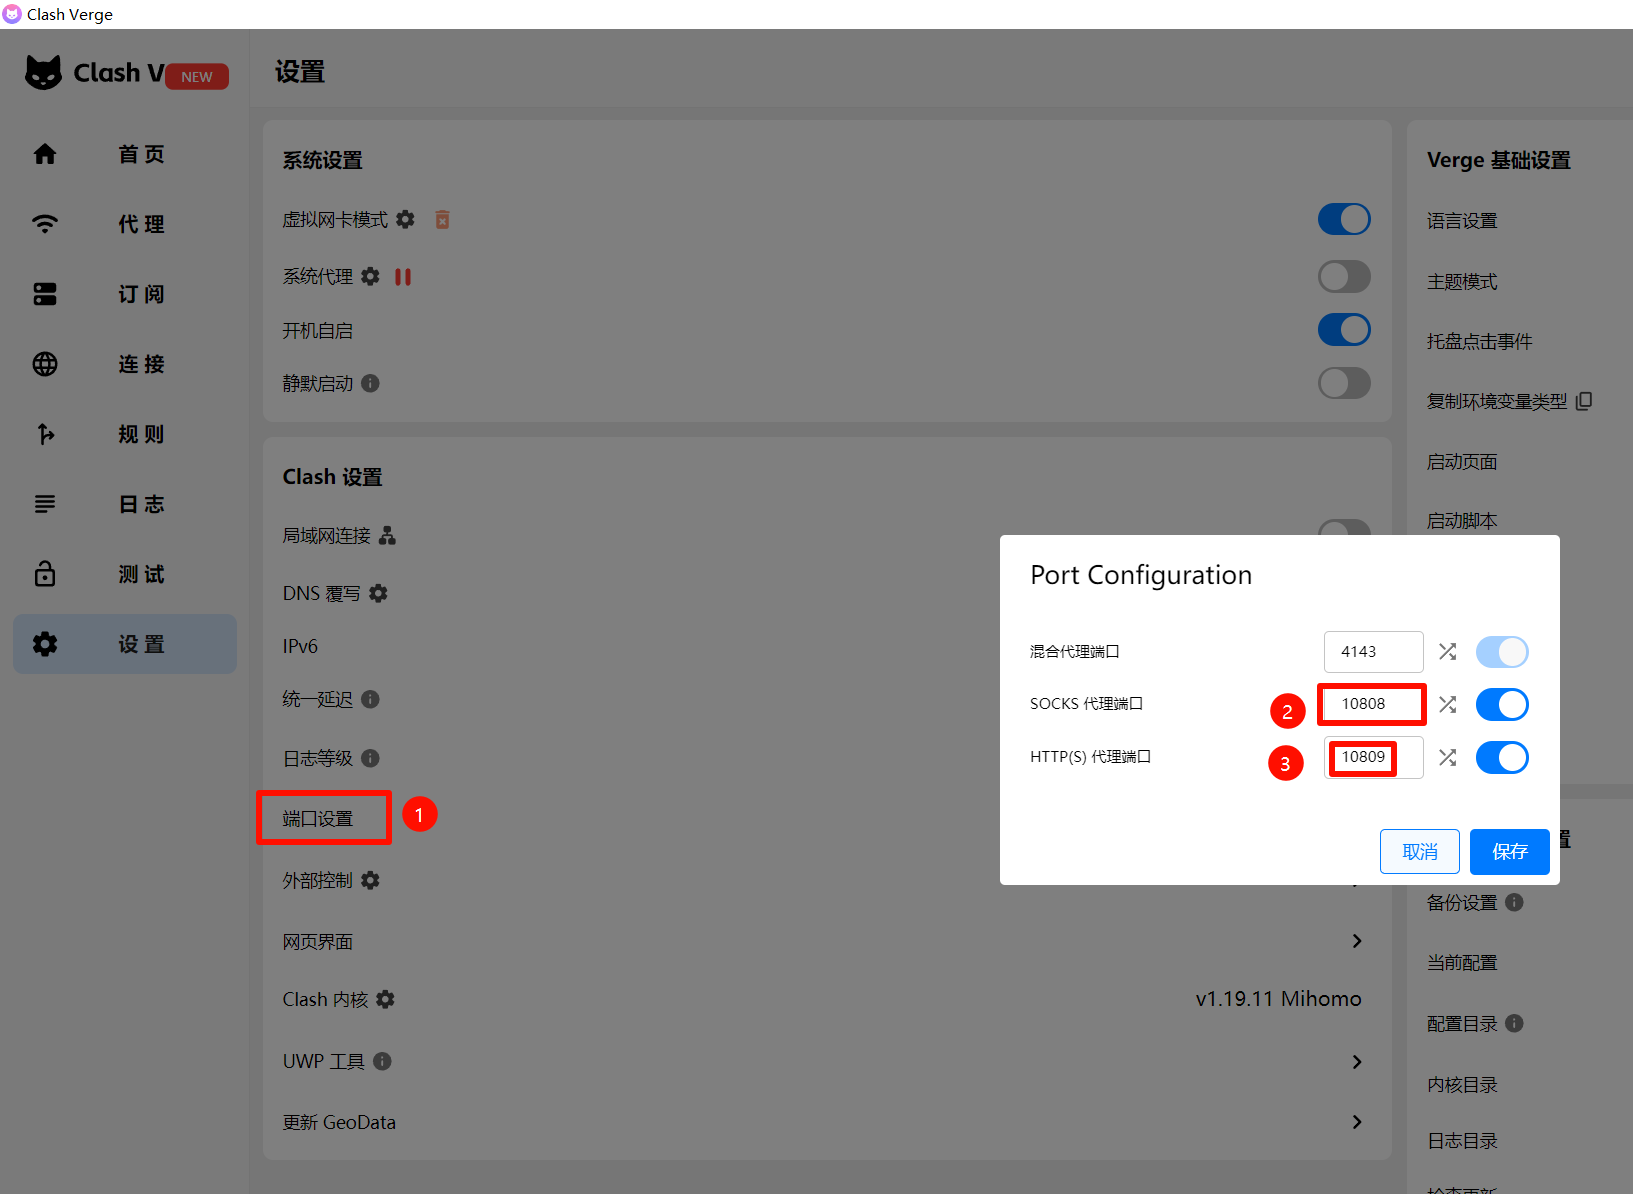 Clash Verge
Clash V
NEW
首 页
代 理
订 阅
连 接
规 则
日 志
测 试
设 置
设置
系统设置
虚拟网卡模式
系统代理
开机自启
静默启动
Clash 设置
局域网连接
DNS 覆写
IPv6
统一延迟
日志等级
端口设置
1
外部控制
网页界面
Clash 内核
v1.19.11 Mihomo
UWP 工具
更新 GeoData
Verge 基础设置
语言设置
主题模式
托盘点击事件
复制环境变量类型
启动页面
启动脚本
Port Configuration
混合代理端口
4143
SOCKS 代理端口
2
10808
HTTP(S) 代理端口
3
10809
取消
保存
置
备份设置
当前配置
配置目录
内核目录
日志目录